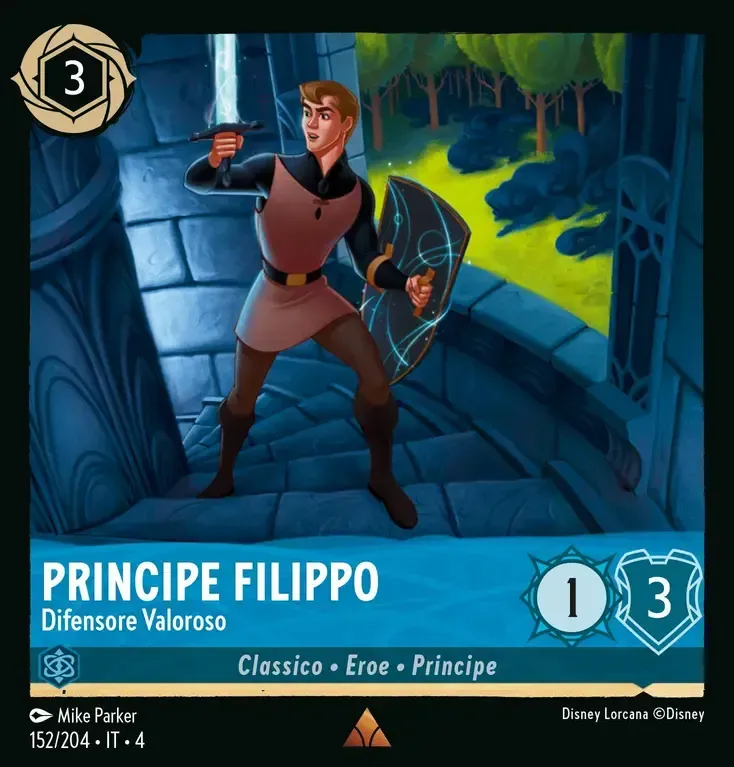 3
PRINCIPE FILIPPO
Difensore Valoroso
1
3
Classico • Eroe • Principe
Mike Parker
Disney Lorcana ©Disney
152/204 • IT • 4